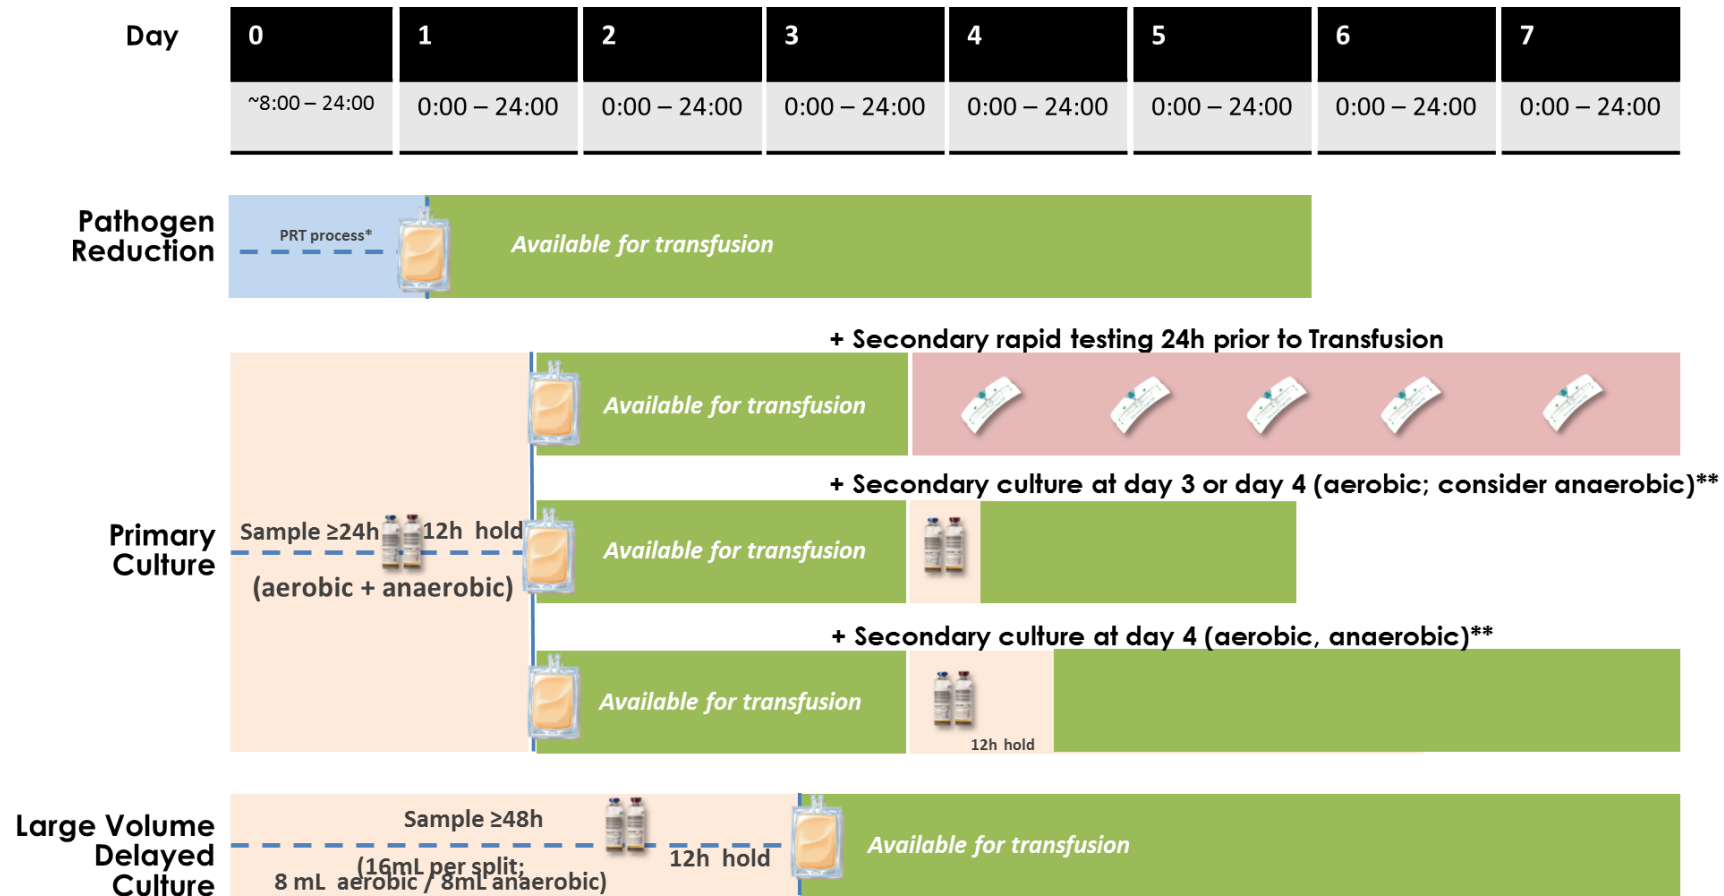 Day 0 1 2 3 4 5 6 7
~8:00 – 24:00 0:00 – 24:00 0:00 – 24:00 0:00 – 24:00 0:00 – 24:00 0:00 – 24:00 0:00 – 24:00 0:00 – 24:00
Pathogen
Reduction
PRT process*
Available for transfusion
+ Secondary rapid testing 24h prior to Transfusion
Available for transfusion
+ Secondary culture at day 3 or day 4 (aerobic; consider anaerobic)**
Primary
Culture
Sample ≥24h
12h hold
(aerobic + anaerobic)
Available for transfusion
+ Secondary culture at day 4 (aerobic, anaerobic)**
Available for transfusion
12h hold
Large Volume
Delayed
Culture
Sample ≥48h
(16mL per split;
8 mL aerobic / 8mL anaerobic)
12h hold
Available for transfusion